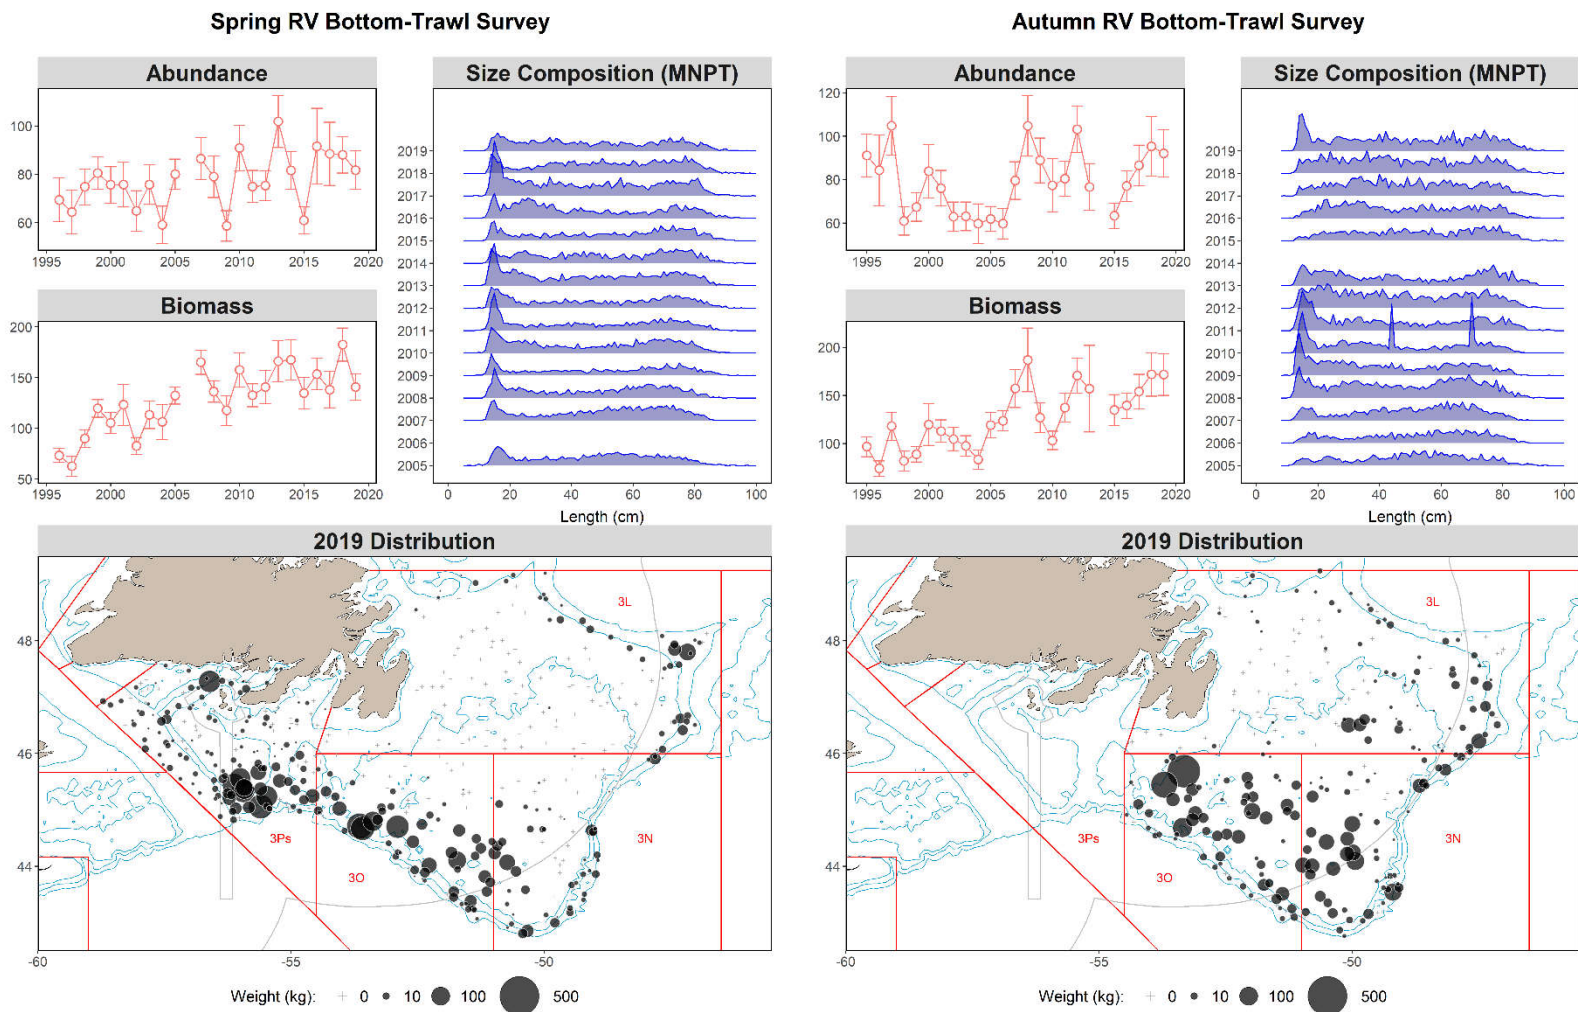 Spring RV Bottom-Trawl Survey
Autumn RV Bottom-Trawl Survey
Abundance
Size Composition (MNPT)
Abundance
Size Composition (MNPT)
100
80
60
1995 2000 2005 2010 2015 2020
Biomass
200
150
100
50
1995 2000 2005 2010 2015 2020
2019
2018
2017
2016
2015
2014
2013
2012
2011
2010
2009
2008
2007
2006
2005
0 20 40 60 80 100
Length (cm)
120
100
80
60
1995 2000 2005 2010 2015 2020
Biomass
200
150
100
1995 2000 2005 2010 2015 2020
2019
2018
2017
2016
2015
2014
2013
2012
2011
2010
2009
2008
2007
2006
2005
0 20 40 60 80 100
Length (cm)
2019 Distribution
48
46
44
3L
3Ps
3O
3N
-60 -55 -50
Weight (kg): 0 10 100 500
2019 Distribution
48
46
44
3L
3Ps
3O
3N
-60 -55 -50
Weight (kg): 0 10 100 500